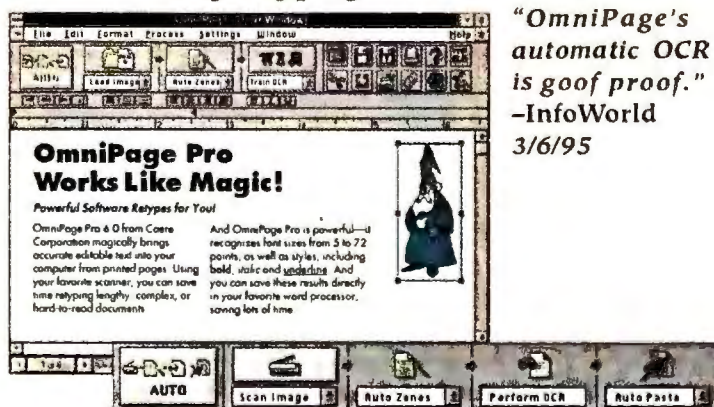 File Edit Format Process Settings Window Help
AUTO
Load Image
Auto Zones
Train OCR
OmniPage Pro
Works Like Magic!
Powerful Software Retypes for You!
OmniPage Pro 6.0 from Caere
Corporation magically brings
accurate editable text into your
computer from printed pages. Using
your favorite scanner, you can save
time retyping lengthy, complex, or
hard-to-read documents
And OmniPage Pro is powerful—it
recognizes font sizes from 5 to 72
points, as well as styles, including
bold, italic and underline. And
you can save these results directly
in your favorite word processor,
saving lots of time
AUTO
Scan Image
Auto Zones
Perform OCR
Auto Paste
"OmniPage's
automatic OCR
is goof proof."
–InfoWorld
3/6/95